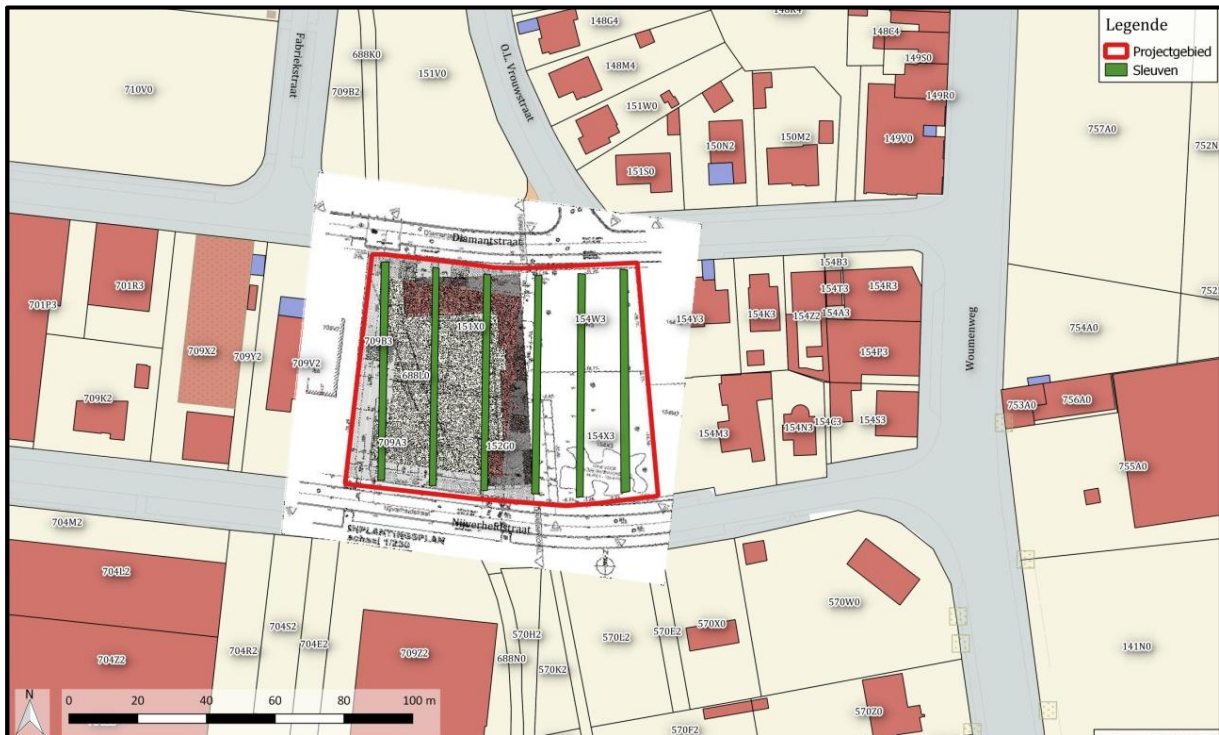 Legende
Projectgebied
Sleuven
148G4
148K4
148C4
149S0
688K0
148M4
149R0
710V0
709B2
151V0
151W0
757A0
752N
Fabriekstraat
O.L. Vrouwstraat
150N2
150M2
149V0
151S0
Diamantstraat
154B3
752
701P3
701R3
154W3
154Y3
154K3
154Z2
154T3
154A3
154R3
754A0
151X0
709B3
709X2
709Y2
709V2
688L0
154P3
Woumenweg
709K2
753A0
756A0
709A3
152G0
154X3
154M3
154N3
154C3
154S3
755A0
704M2
Nijverheidstraat
INPLANTINGSPLAN
schaal 1/250
704L2
570W0
704S2
570H2
570L2
570E2
570X0
141N0
704Z2
704R2
704E2
709Z2
688N0
570K2
N
0 20 40 60 80 100 m
570Z0
570F2